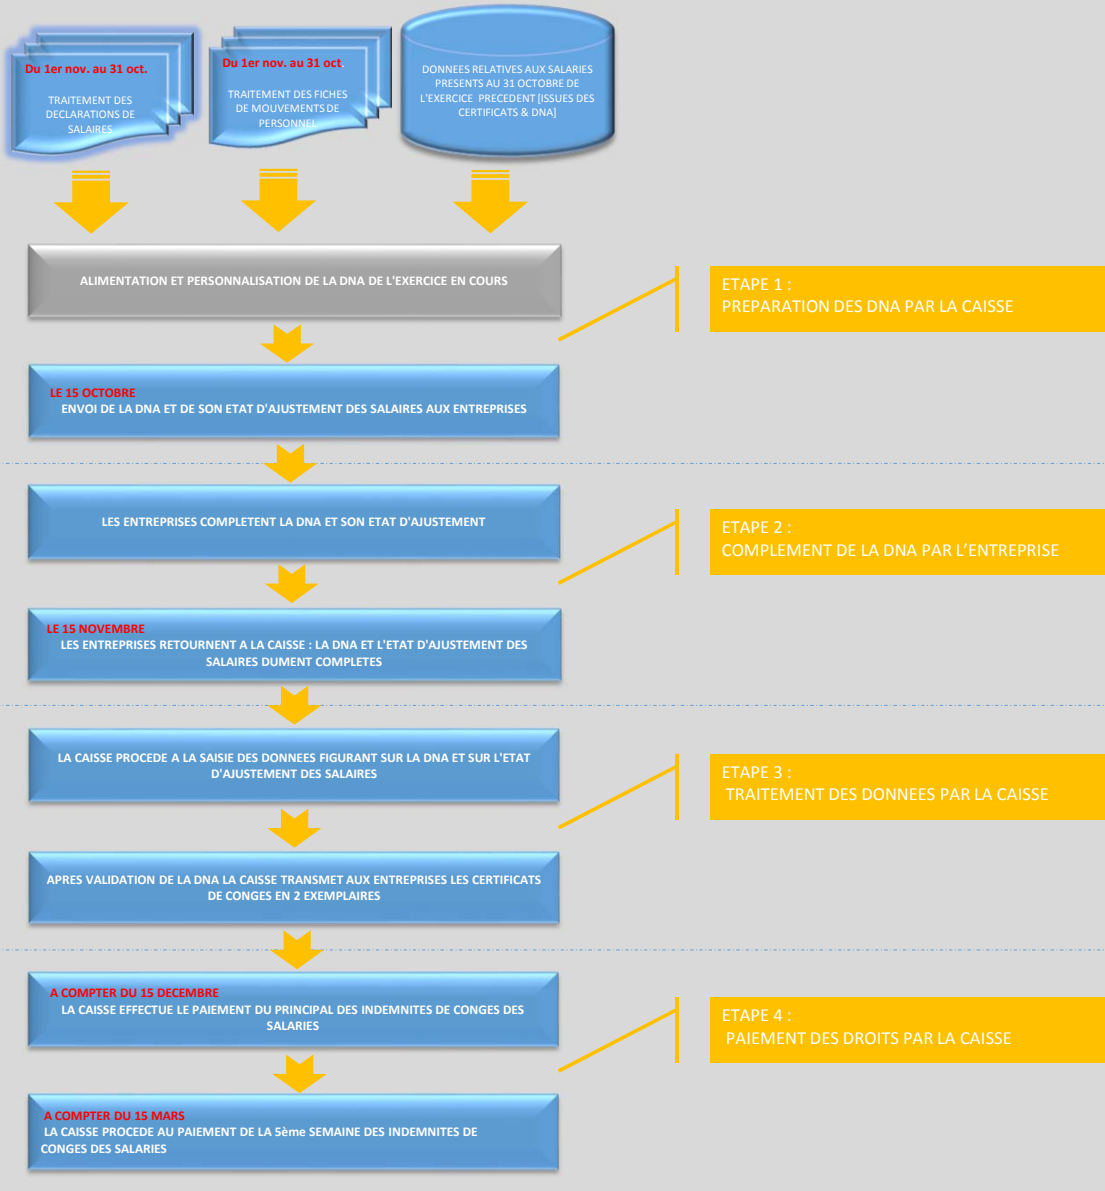 Du 1er nov. au 31 oct.
TRAITEMENT DES
DECLARATIONS DE
SALAIRES
Du 1er nov. au 31 oct.
TRAITEMENT DES FICHES
DE MOUVEMENTS DE
PERSONNEL
DONNEES RELATIVES AUX SALARIES
PRESENTS AU 31 OCTOBRE DE
L'EXERCICE PRECEDENT [ISSUES DES
CERTIFICATS & DNA]
ALIMENTATION ET PERSONNALISATION DE LA DNA DE L'EXERCICE EN COURS
ETAPE 1 :
PREPARATION DES DNA PAR LA CAISSE
LE 15 OCTOBRE
ENVOI DE LA DNA ET DE SON ETAT D'AJUSTEMENT DES SALAIRES AUX ENTREPRISES
LES ENTREPRISES COMPLETENT LA DNA ET SON ETAT D'AJUSTEMENT
ETAPE 2 :
COMPLEMENT DE LA DNA PAR L’ENTREPRISE
LE 15 NOVEMBRE
LES ENTREPRISES RETOURNENT A LA CAISSE : LA DNA ET L'ETAT D'AJUSTEMENT DES
SALAIRES DUMENT COMPLETES
LA CAISSE PROCEDE A LA SAISIE DES DONNEES FIGURANT SUR LA DNA ET SUR L'ETAT
D'AJUSTEMENT DES SALAIRES
ETAPE 3 :
TRAITEMENT DES DONNEES PAR LA CAISSE
APRES VALIDATION DE LA DNA LA CAISSE TRANSMET AUX ENTREPRISES LES CERTIFICATS
DE CONGES EN 2 EXEMPLAIRES
A COMPTER DU 15 DECEMBRE
LA CAISSE EFFECTUE LE PAIEMENT DU PRINCIPAL DES INDEMNITES DE CONGES DES
SALARIES
ETAPE 4 :
PAIEMENT DES DROITS PAR LA CAISSE
A COMPTER DU 15 MARS
LA CAISSE PROCEDE AU PAIEMENT DE LA 5ème SEMAINE DES INDEMNITES DE
CONGES DES SALARIES